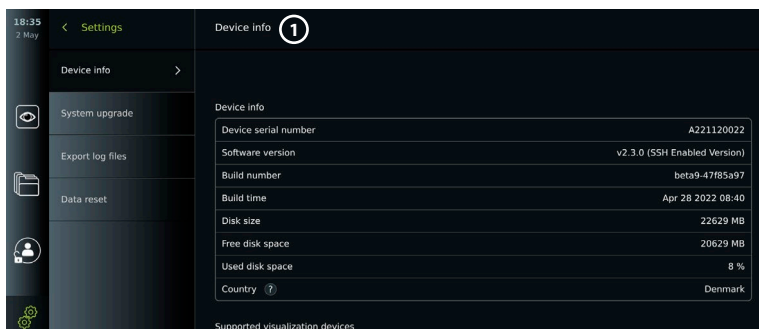 18:35
2 May
Settings
Device info
1
Device info
System upgrade
Export log files
Data reset
Device info
Device serial number A221120022
Software version v2.3.0 (SSH Enabled Version)
Build number beta9-47f85a97
Build time Apr 28 2022 08:40
Disk size 22629 MB
Free disk space 20629 MB
Used disk space 8 %
Country ? Denmark
Supported visualization devices